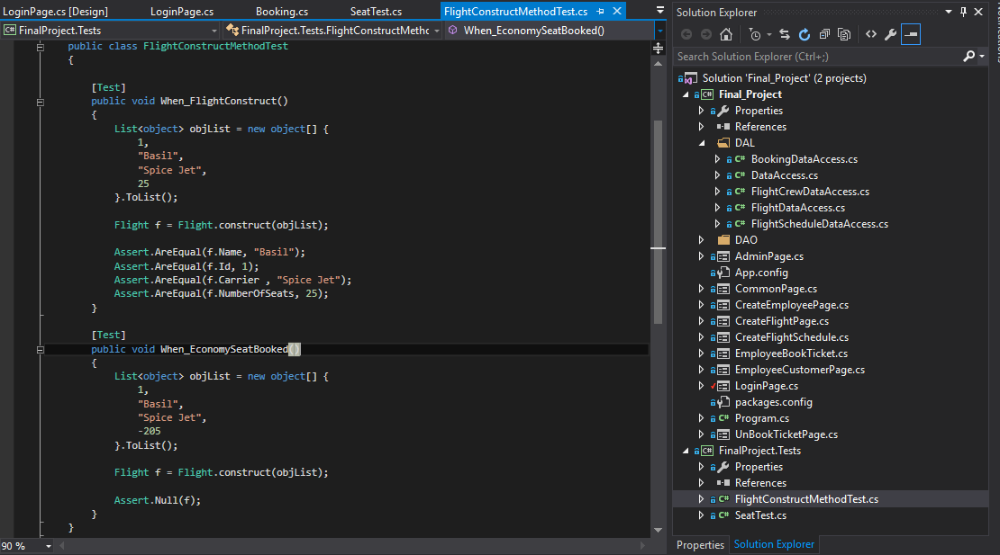 LoginPage.cs [Design]
LoginPage.cs
Booking.cs
SeatTest.cs
FlightConstructMethodTest.cs
C# FinalProject.Tests
FinalProject.Tests.FlightConstructMethc
When_EconomySeatBooked()
public class FlightConstructMethodTest
{
[Test]
public void When_FlightConstruct()
{
List<object> objList = new object[] {
1,
"Basil",
"Spice Jet",
25
}.ToList();
Flight f = Flight.construct(objList);
Assert.AreEqual(f.Name, "Basil");
Assert.AreEqual(f.Id, 1);
Assert.AreEqual(f.Carrier , "Spice Jet");
Assert.AreEqual(f.NumberOfSeats, 25);
}
[Test]
public void When_EconomySeatBooked()
{
List<object> objList = new object[] {
1,
"Basil",
"Spice Jet",
-205
}.ToList();
Flight f = Flight.construct(objList);
Assert.Null(f);
}
}
90 %
Solution Explorer
Search Solution Explorer (Ctrl+;)
Solution 'Final_Project' (2 projects)
C# Final_Project
Properties
References
DAL
C# BookingDataAccess.cs
C# DataAccess.cs
C# FlightCrewDataAccess.cs
C# FlightDataAccess.cs
C# FlightScheduleDataAccess.cs
DAO
AdminPage.cs
App.config
CommonPage.cs
CreateEmployeePage.cs
CreateFlightPage.cs
CreateFlightSchedule.cs
EmployeeBookTicket.cs
EmployeeCustomerPage.cs
LoginPage.cs
packages.config
C# Program.cs
UnBookTicketPage.cs
C# FinalProject.Tests
Properties
References
C# FlightConstructMethodTest.cs
C# SeatTest.cs
Properties
Solution Explorer